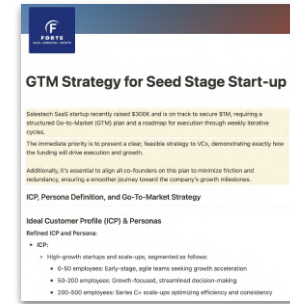 FORTE
GTM Strategy for Seed Stage Start-up
Salestech SaaS startup recently raised $300K and is on track to secure $1M, requiring a
structured Go-to-Market (GTM) plan and a roadmap for execution through weekly iterative
cycles.
The immediate priority is to present a clear, feasible strategy to VCs, demonstrating exactly how
the funding will drive execution and growth.
Additionally, it's essential to align all co-founders on this plan to minimize friction and
redundancy, ensuring a smoother journey toward the company's growth milestones.
ICP, Persona Definition, and Go-To-Market Strategy
Ideal Customer Profile (ICP) & Personas
Refined ICP and Persona:
• ICP:
◦ High-growth startups and scale-ups, segmented as follows:
▪ 0-50 employees: Early-stage, agile teams seeking growth acceleration
▪ 50-200 employees: Growth-focused, streamlined decision-making
▪ 200-500 employees: Series C+ scale-ups optimizing efficiency and consistency